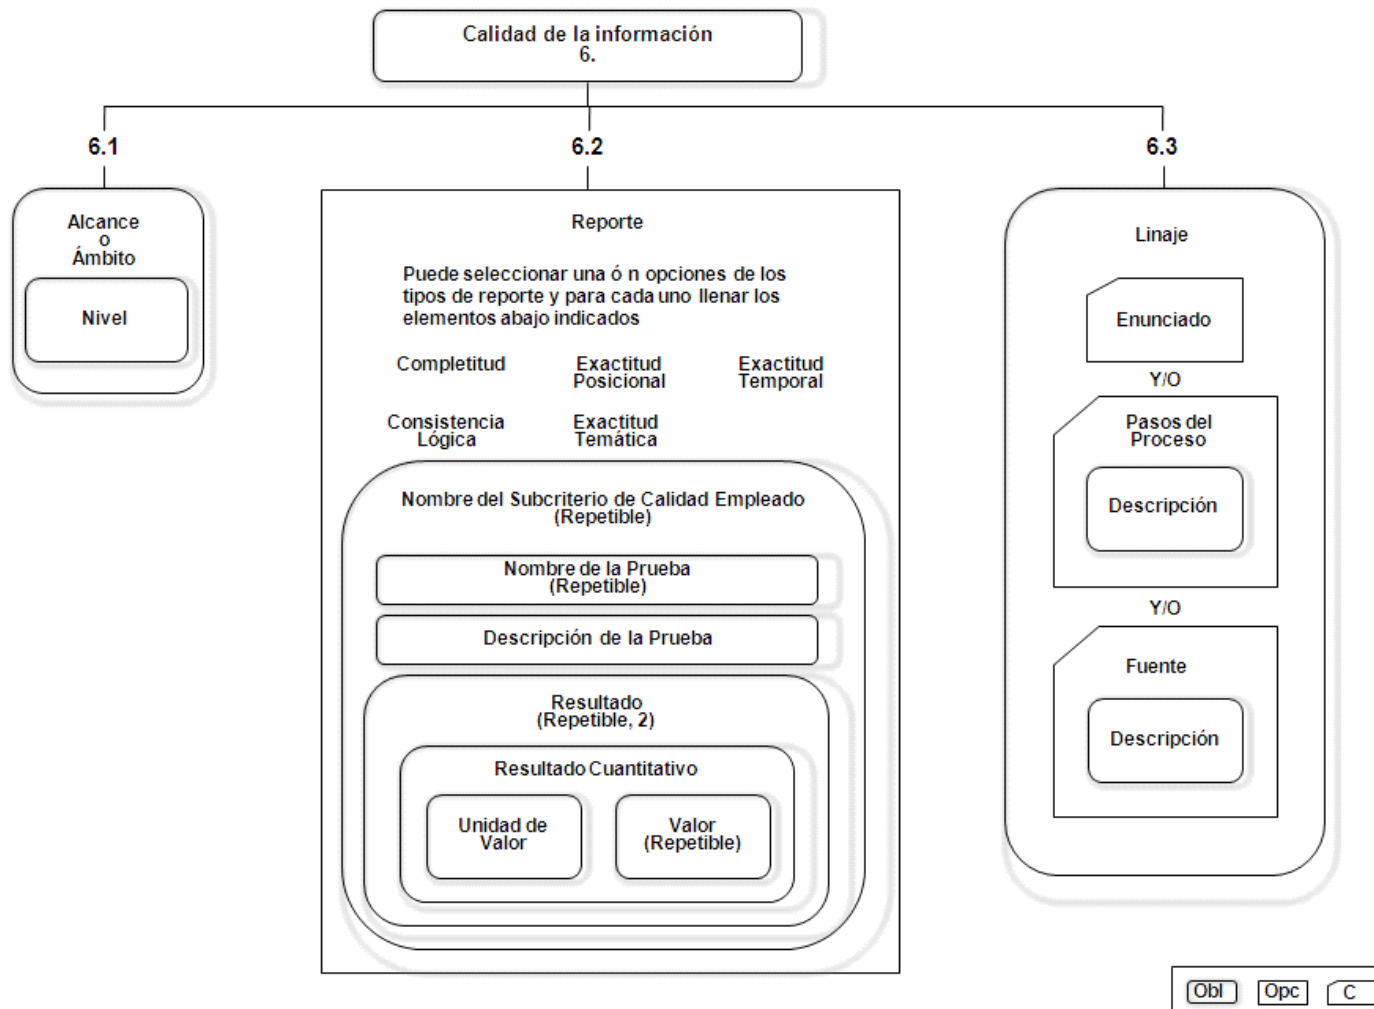 Calidad de la información
6.
6.1
6.2
6.3
Alcance
o
Ámbito
Nivel
Reporte
Puede seleccionar una ó n opciones de los
tipos de reporte y para cada uno llenar los
elementos abajo indicados
Completitud
Exactitud
Posicional
Exactitud
Temporal
Consistencia
Lógica
Exactitud
Temática
Nombre del Subcriterio de Calidad Empleado
(Repetible)
Nombre de la Prueba
(Repetible)
Descripción de la Prueba
Resultado
(Repetible, 2)
Resultado Cuantitativo
Unidad de
Valor
Valor
(Repetible)
Linaje
Enunciado
Y/O
Pasos del
Proceso
Descripción
Y/O
Fuente
Descripción
Obl
Opc
C